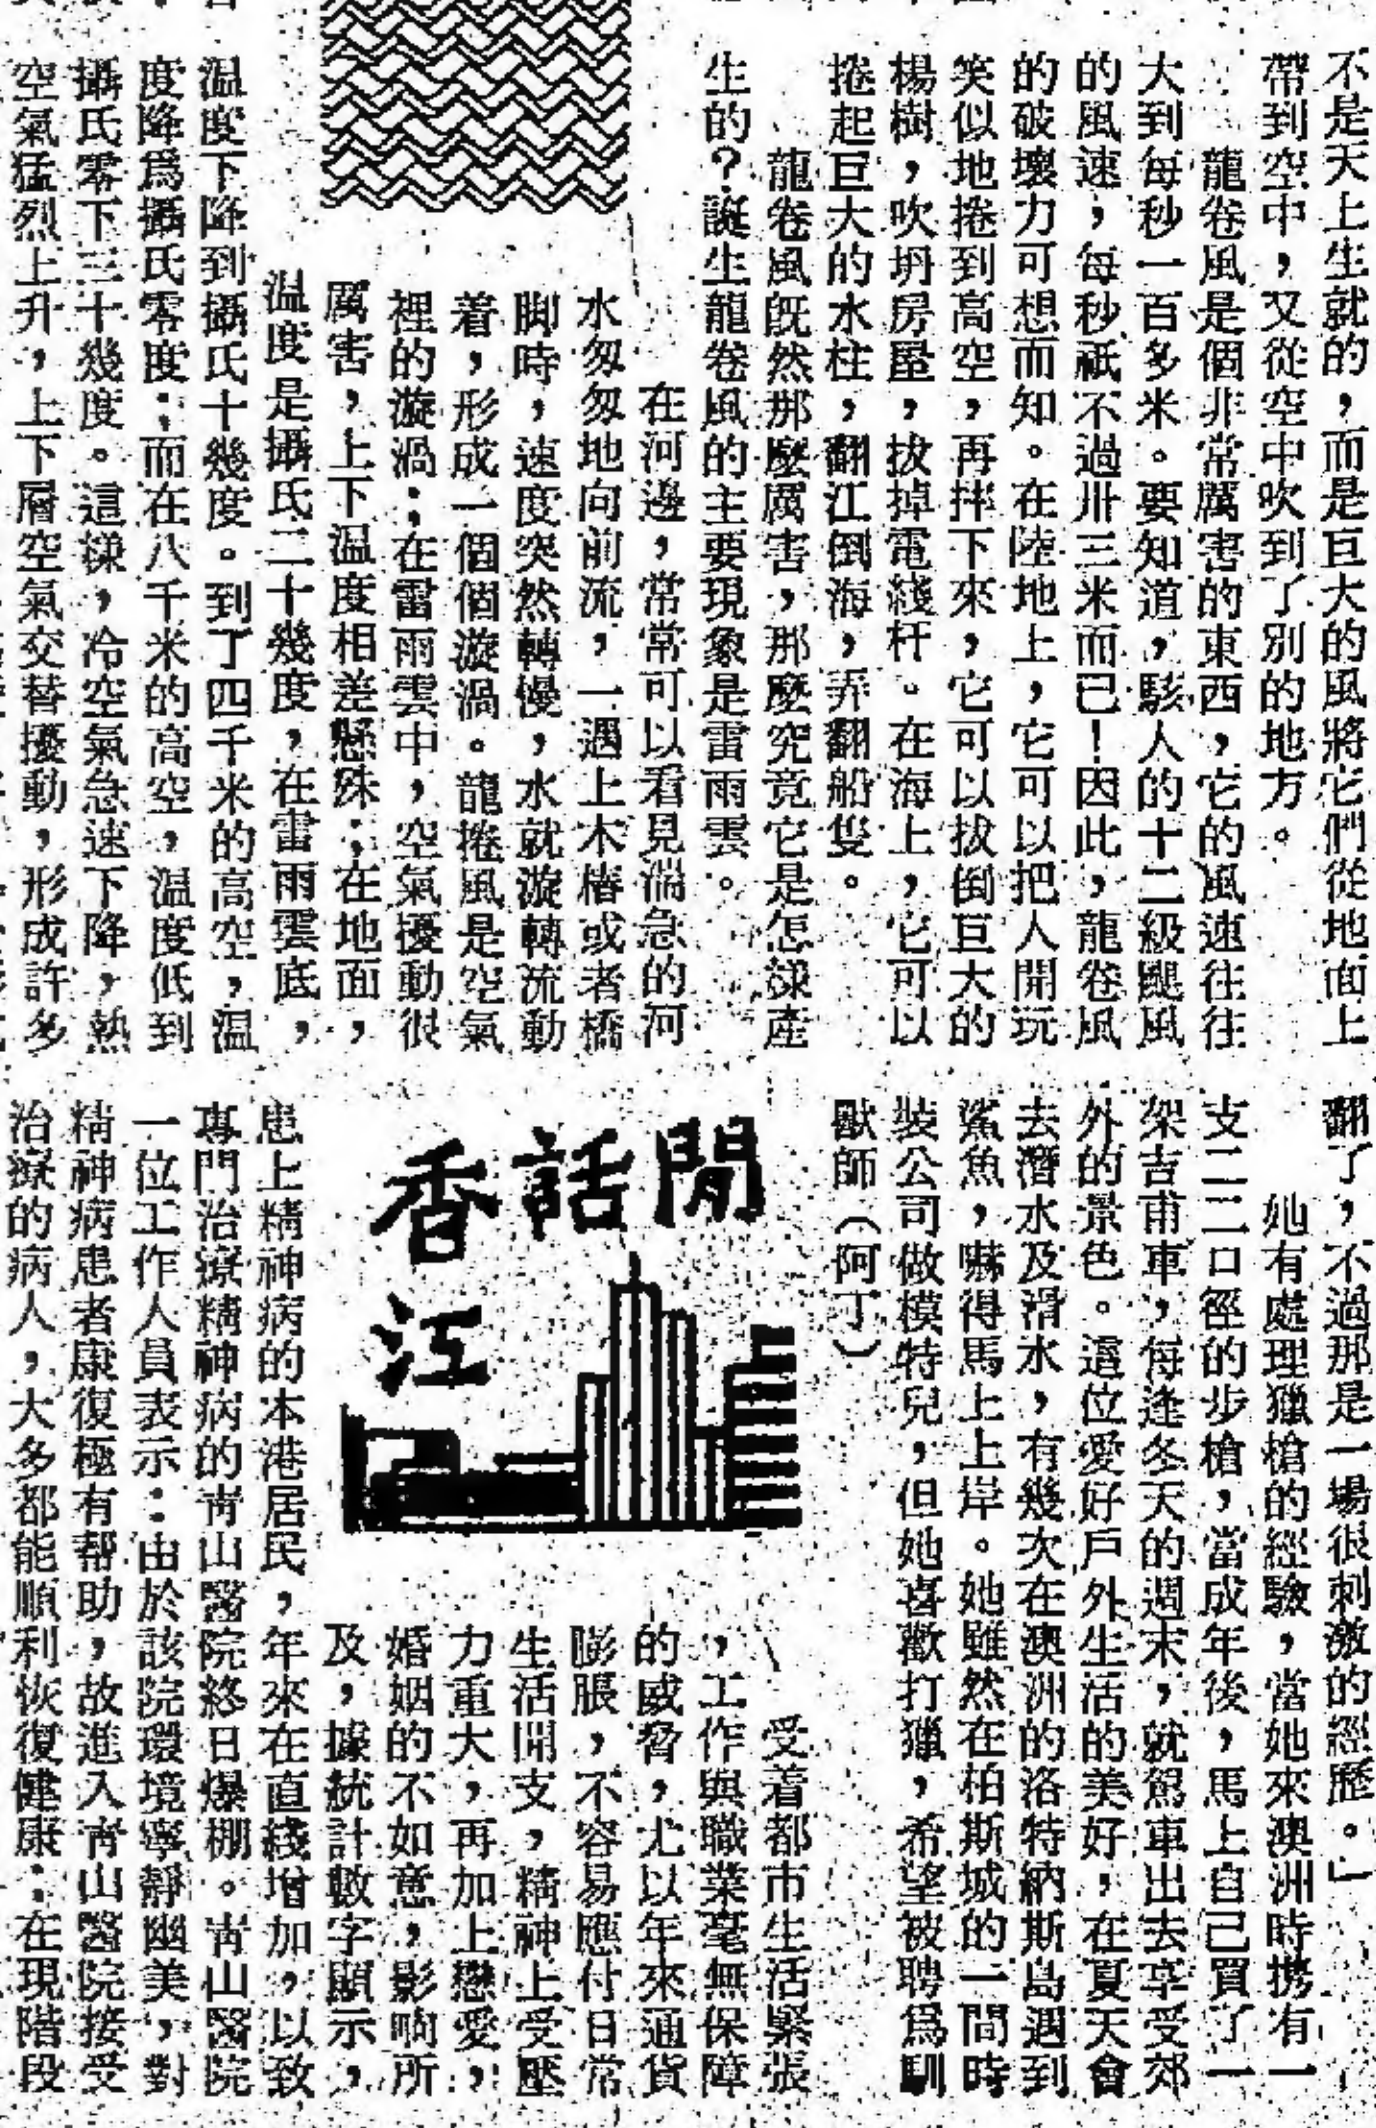 不是天上生就的，而是巨大的風將它們從地面上
帶到空中，又從空中吹到了別的地方。
龍卷風是個非常厲害的東西，它的風速往往
大到每秒一百多米。要知道，駭人的十二級颶風
的風速，每秒祇不過卅三米而已！因此，龍卷風
的破壞力可想而知。在陸地上，它可以把人開玩
笑似地捲到高空，再摔下來，它可以拔倒巨大的
楊樹，吹坍房屋，拔掉電綫杆。在海上，它可以
捲起巨大的水柱，翻江倒海，弄翻船隻。
龍卷風旣然那麼厲害，那麼究竟它是怎樣產
生的？誕生龍卷風的主要現象是雷雨雲。
在河邊，常常可以看見湍急的河
水匆匆地向前流，一遇上木樁或者橋
脚時，速度突然轉慢，水就漩轉流動
着，形成一個個漩渦。龍捲風是空氣
裡的漩渦；在雷雨雲中，空氣擾動很
厲害，上下温度相差懸殊；在地面，
温度是攝氏二十幾度，在雷雨雲底，
温度下降到攝氏十幾度。到了四千米的高空，温
度降爲攝氏零度；而在八千米的高空，温度低到
攝氏零下三十幾度。這樣，冷空氣急速下降，熱
空氣猛烈上升，上下層空氣交替擾動，形成許多
翻了，不過那是一場很刺激的經歷。」
她有處理獵槍的經驗，當她來澳洲時携有一
支二二口徑的步槍，當成年後，馬上自己買了一
架吉甫車，每逢冬天的週末，就駕車出去享受郊
外的景色。這位愛好戶外生活的美好，在夏天會
去潛水及滑水，有幾次在澳洲的洛特納斯島遇到
鯊魚，嚇得馬上上岸。她雖然在柏斯城的一間時
裝公司做模特兒，但她喜歡打獵，希望被聘爲馴
獸師（阿丁）
閒話香
江
受着都市生活緊張
，工作與職業毫無保障
的威脅，尤以年來通貨
膨脹，不容易應付日常
生活開支，精神上受壓
力重大，再加上戀愛，
婚姻的不如意，影响所
及，據統計數字顯示，
患上精神病的本港居民，年來在直綫增加，以致
專門治療精神病的靑山醫院終日爆棚。靑山醫院
一位工作人員表示：由於該院環境寧靜幽美，對
精神病患者康復極有帮助，故進入靑山醫院接受
治療的病人，大多都能順利恢復健康：在現階段